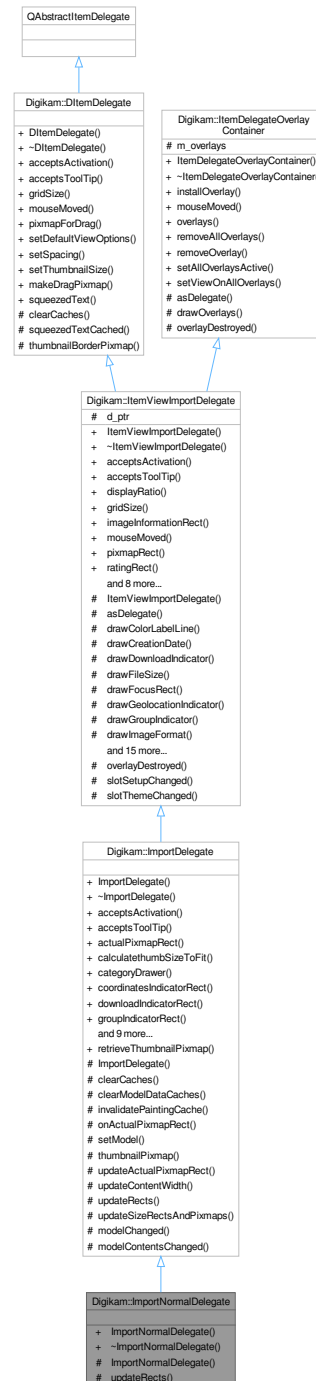 QAbstractItemDelegate
Digikam::DItemDelegate
+ DItemDelegate()
+ ~DItemDelegate()
+ acceptsActivation()
+ acceptsToolTip()
+ gridSize()
+ mouseMoved()
+ pixmapForDrag()
+ setDefaultViewOptions()
+ setSpacing()
+ setThumbnailSize()
+ makeDragPixmap()
+ squeezedText()
# clearCaches()
# squeezedTextCached()
# thumbnailBorderPixmap()
Digikam::ItemDelegateOverlay
Container
# m_overlays
+ ItemDelegateOverlayContainer()
+ ~ItemDelegateOverlayContainer
+ installOverlay()
+ mouseMoved()
+ overlays()
+ removeAllOverlays()
+ removeOverlay()
+ setAllOverlaysActive()
+ setViewOnAllOverlays()
# asDelegate()
# drawOverlays()
# overlayDestroyed()
Digikam::ItemViewImportDelegate
# d_ptr
+ ItemViewImportDelegate()
+ ~ItemViewImportDelegate()
+ acceptsActivation()
+ acceptsToolTip()
+ displayRatio()
+ gridSize()
+ imageInformationRect()
+ mouseMoved()
+ pixmapRect()
+ ratingRect()
and 8 more...
# ItemViewImportDelegate()
# asDelegate()
# drawColorLabelLine()
# drawCreationDate()
# drawDownloadIndicator()
# drawFileSize()
# drawFocusRect()
# drawGeolocationIndicator()
# drawGroupIndicator()
# drawImageFormat()
and 15 more...
# overlayDestroyed()
# slotSetupChanged()
# slotThemeChanged()
Digikam::ImportDelegate
+ ImportDelegate()
+ ~ImportDelegate()
+ acceptsActivation()
+ acceptsToolTip()
+ actualPixmapRect()
+ calculatethumbSizeToFit()
+ categoryDrawer()
+ coordinatesIndicatorRect()
+ downloadIndicatorRect()
+ groupIndicatorRect()
and 9 more...
+ retrieveThumbnailPixmap()
# ImportDelegate()
# clearCaches()
# clearModelDataCaches()
# invalidatePaintingCache()
# onActualPixmapRect()
# setModel()
# thumbnailPixmap()
# updateActualPixmapRect()
# updateContentWidth()
# updateRects()
# updateSizeRectsAndPixmaps()
# modelChanged()
# modelContentsChanged()
Digikam::ImportNormalDelegate
+ ImportNormalDelegate()
+ ~ImportNormalDelegate()
# ImportNormalDelegate()
# updateRects()